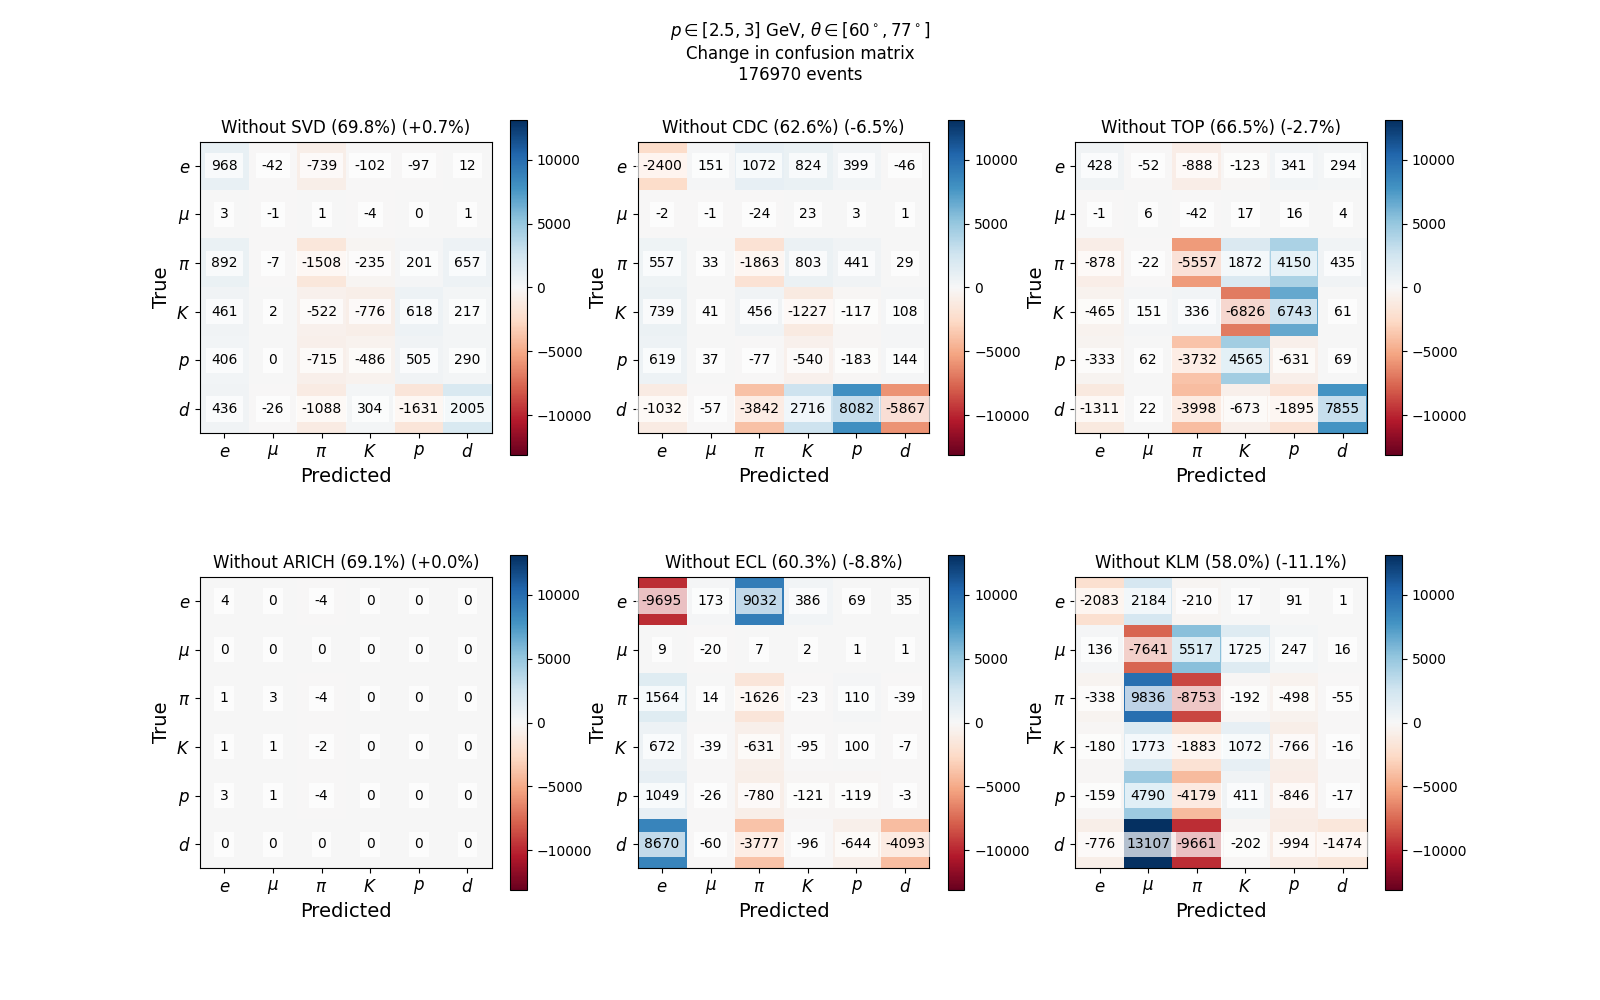 p ∈ [2.5, 3] GeV, θ ∈ [60°, 77°]
Change in confusion matrix
176970 events
Without SVD (69.8%) (+0.7%)
True
e 968 -42 -739 -102 -97 12
μ 3 -1 1 -4 0 1
π 892 -7 -1508 -235 201 657
K 461 2 -522 -776 618 217
p 406 0 -715 -486 505 290
d 436 -26 -1088 304 -1631 2005
e μ π K p d
Predicted
10000
5000
0
−5000
−10000
Without CDC (62.6%) (-6.5%)
True
e -2400 151 1072 824 399 -46
μ -2 -1 -24 23 3 1
π 557 33 -1863 803 441 29
K 739 41 456 -1227 -117 108
p 619 37 -77 -540 -183 144
d -1032 -57 -3842 2716 8082 -5867
e μ π K p d
Predicted
10000
5000
0
−5000
−10000
Without TOP (66.5%) (-2.7%)
True
e 428 -52 -888 -123 341 294
μ -1 6 -42 17 16 4
π -878 -22 -5557 1872 4150 435
K -465 151 336 -6826 6743 61
p -333 62 -3732 4565 -631 69
d -1311 22 -3998 -673 -1895 7855
e μ π K p d
Predicted
10000
5000
0
−5000
−10000
Without ARICH (69.1%) (+0.0%)
True
e 4 0 -4 0 0 0
μ 0 0 0 0 0 0
π 1 3 -4 0 0 0
K 1 1 -2 0 0 0
p 3 1 -4 0 0 0
d 0 0 0 0 0 0
e μ π K p d
Predicted
10000
5000
0
−5000
−10000
Without ECL (60.3%) (-8.8%)
True
e -9695 173 9032 386 69 35
μ 9 -20 7 2 1 1
π 1564 14 -1626 -23 110 -39
K 672 -39 -631 -95 100 -7
p 1049 -26 -780 -121 -119 -3
d 8670 -60 -3777 -96 -644 -4093
e μ π K p d
Predicted
10000
5000
0
−5000
−10000
Without KLM (58.0%) (-11.1%)
True
e -2083 2184 -210 17 91 1
μ 136 -7641 5517 1725 247 16
π -338 9836 -8753 -192 -498 -55
K -180 1773 -1883 1072 -766 -16
p -159 4790 -4179 411 -846 -17
d -776 13107 -9661 -202 -994 -1474
e μ π K p d
Predicted
10000
5000
0
−5000
−10000